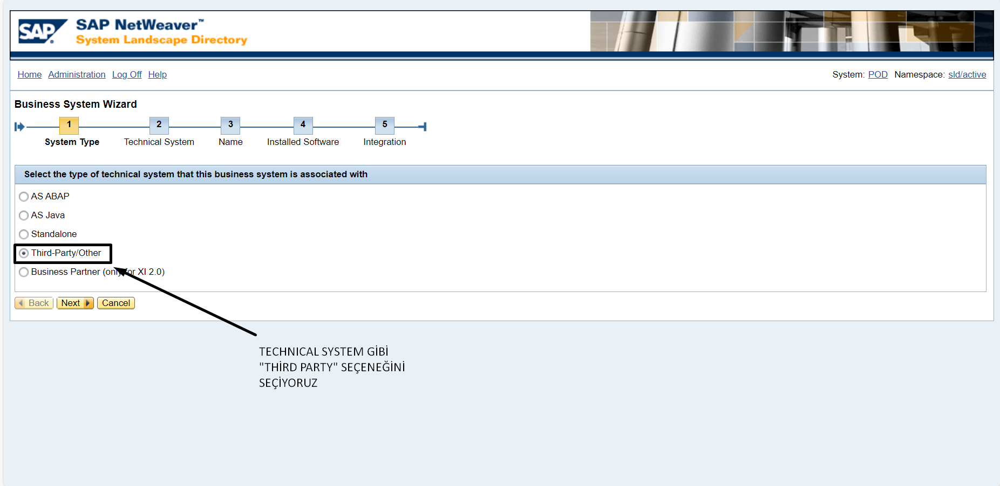 SAP SAP NetWeaver™
System Landscape Directory
Home Administration Log Off Help System: POD Namespace: sld/active
Business System Wizard
1 2 3 4 5
System Type Technical System Name Installed Software Integration
Select the type of technical system that this business system is associated with
AS ABAP
AS Java
Standalone
Third-Party/Other
Business Partner (only for XI 2.0)
Back Next Cancel
TECHNICAL SYSTEM GİBİ
"THİRD PARTY" SEÇENEĞİNİ
SEÇİYORUZ